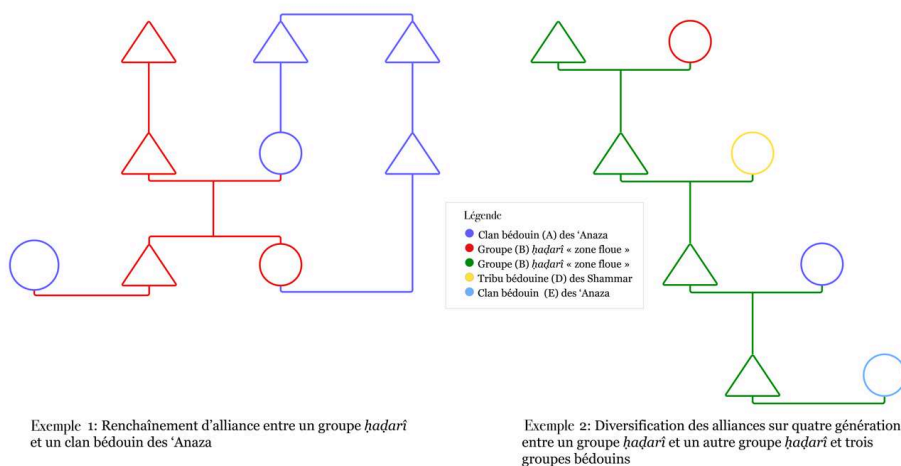 Légende
Clan bédouin (A) des ‘Anaza
Groupe (B) ḥaḍarî « zone floue »
Groupe (B) ḥaḍarî « zone floue »
Tribu bédouine (D) des Shammar
Clan bédouin (E) des ‘Anaza
Exemple 1: Renchaînement d’alliance entre un groupe ḥaḍarî
et un clan bédouin des ‘Anaza
Exemple 2: Diversification des alliances sur quatre génération
entre un groupe ḥaḍarî et un autre groupe ḥaḍarî et trois
groupes bédouins